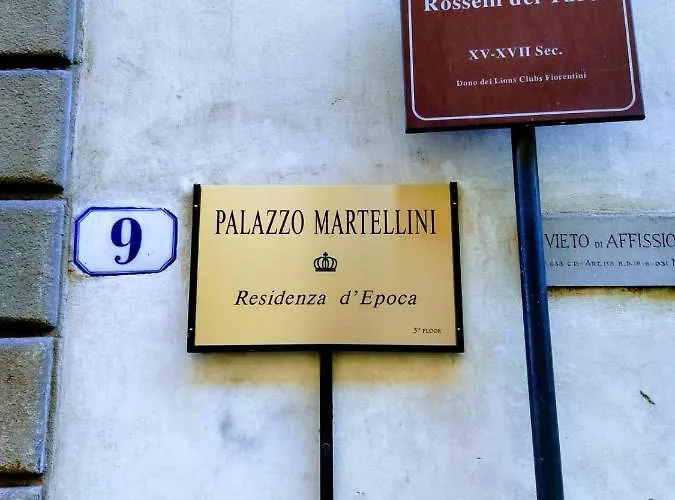 Rosselli del
XV-XVII Sec.
Dono dei Lions Clubs Fiorentini
9
PALAZZO MARTELLINI
Residenza d'Epoca
3° FLOOR
VIETO DI AFFISSIO